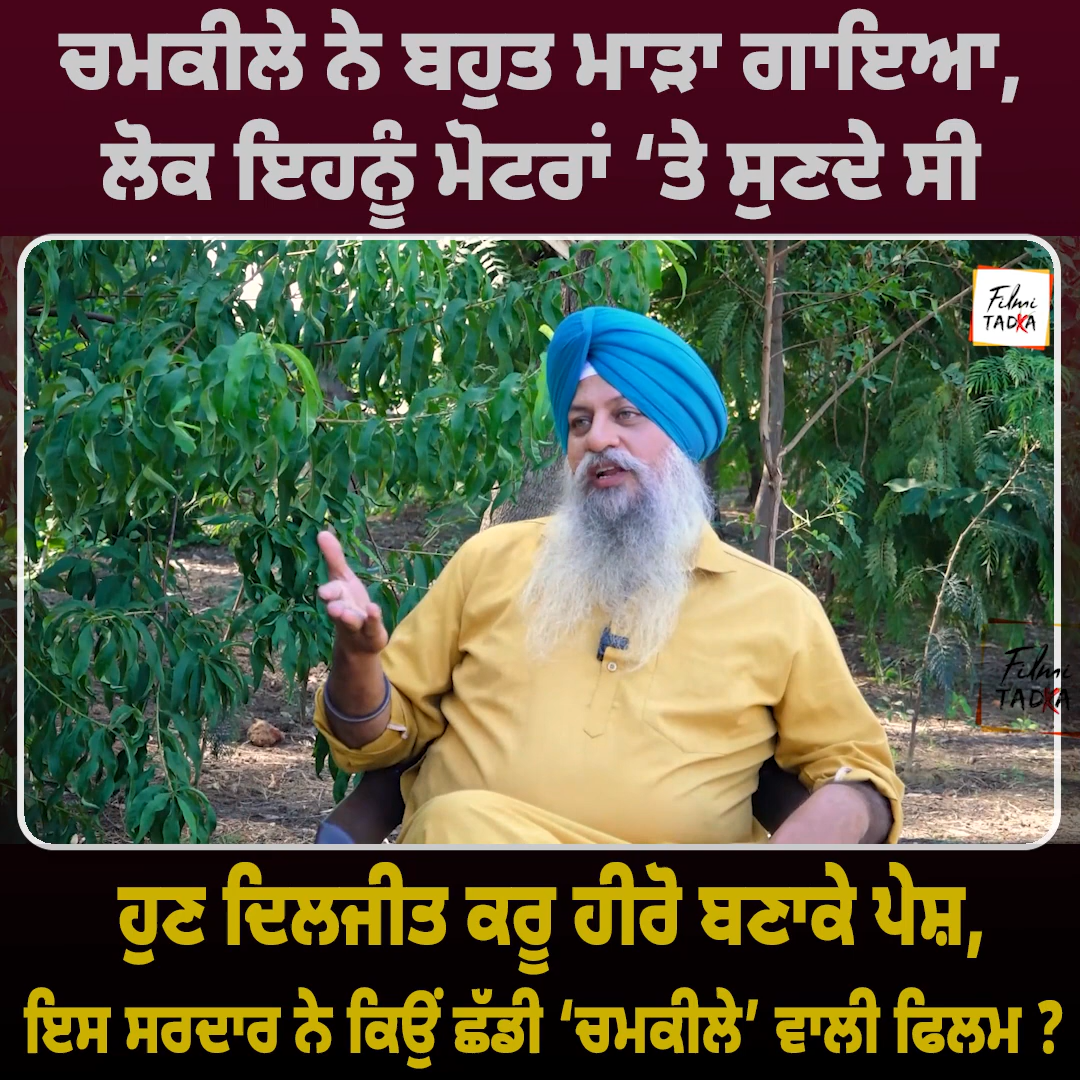 ਚਮਕੀਲੇ ਨੇ ਬਹੁਤ ਮਾੜਾ ਗਾਇਆ,
ਲੋਕ ਇਹਨੂੰ ਮੋਟਰਾਂ ‘ਤੇ ਸੁਣਦੇ ਸੀ
Filmi
TADKA
Filmi
TADKA
ਹੁਣ ਦਿਲਜੀਤ ਕਰੂ ਹੀਰੋ ਬਣਾਕੇ ਪੇਸ਼,
ਇਸ ਸਰਦਾਰ ਨੇ ਕਿਉਂ ਛੱਡੀ ‘ਚਮਕੀਲੇ’ ਵਾਲੀ ਫਿਲਮ ?